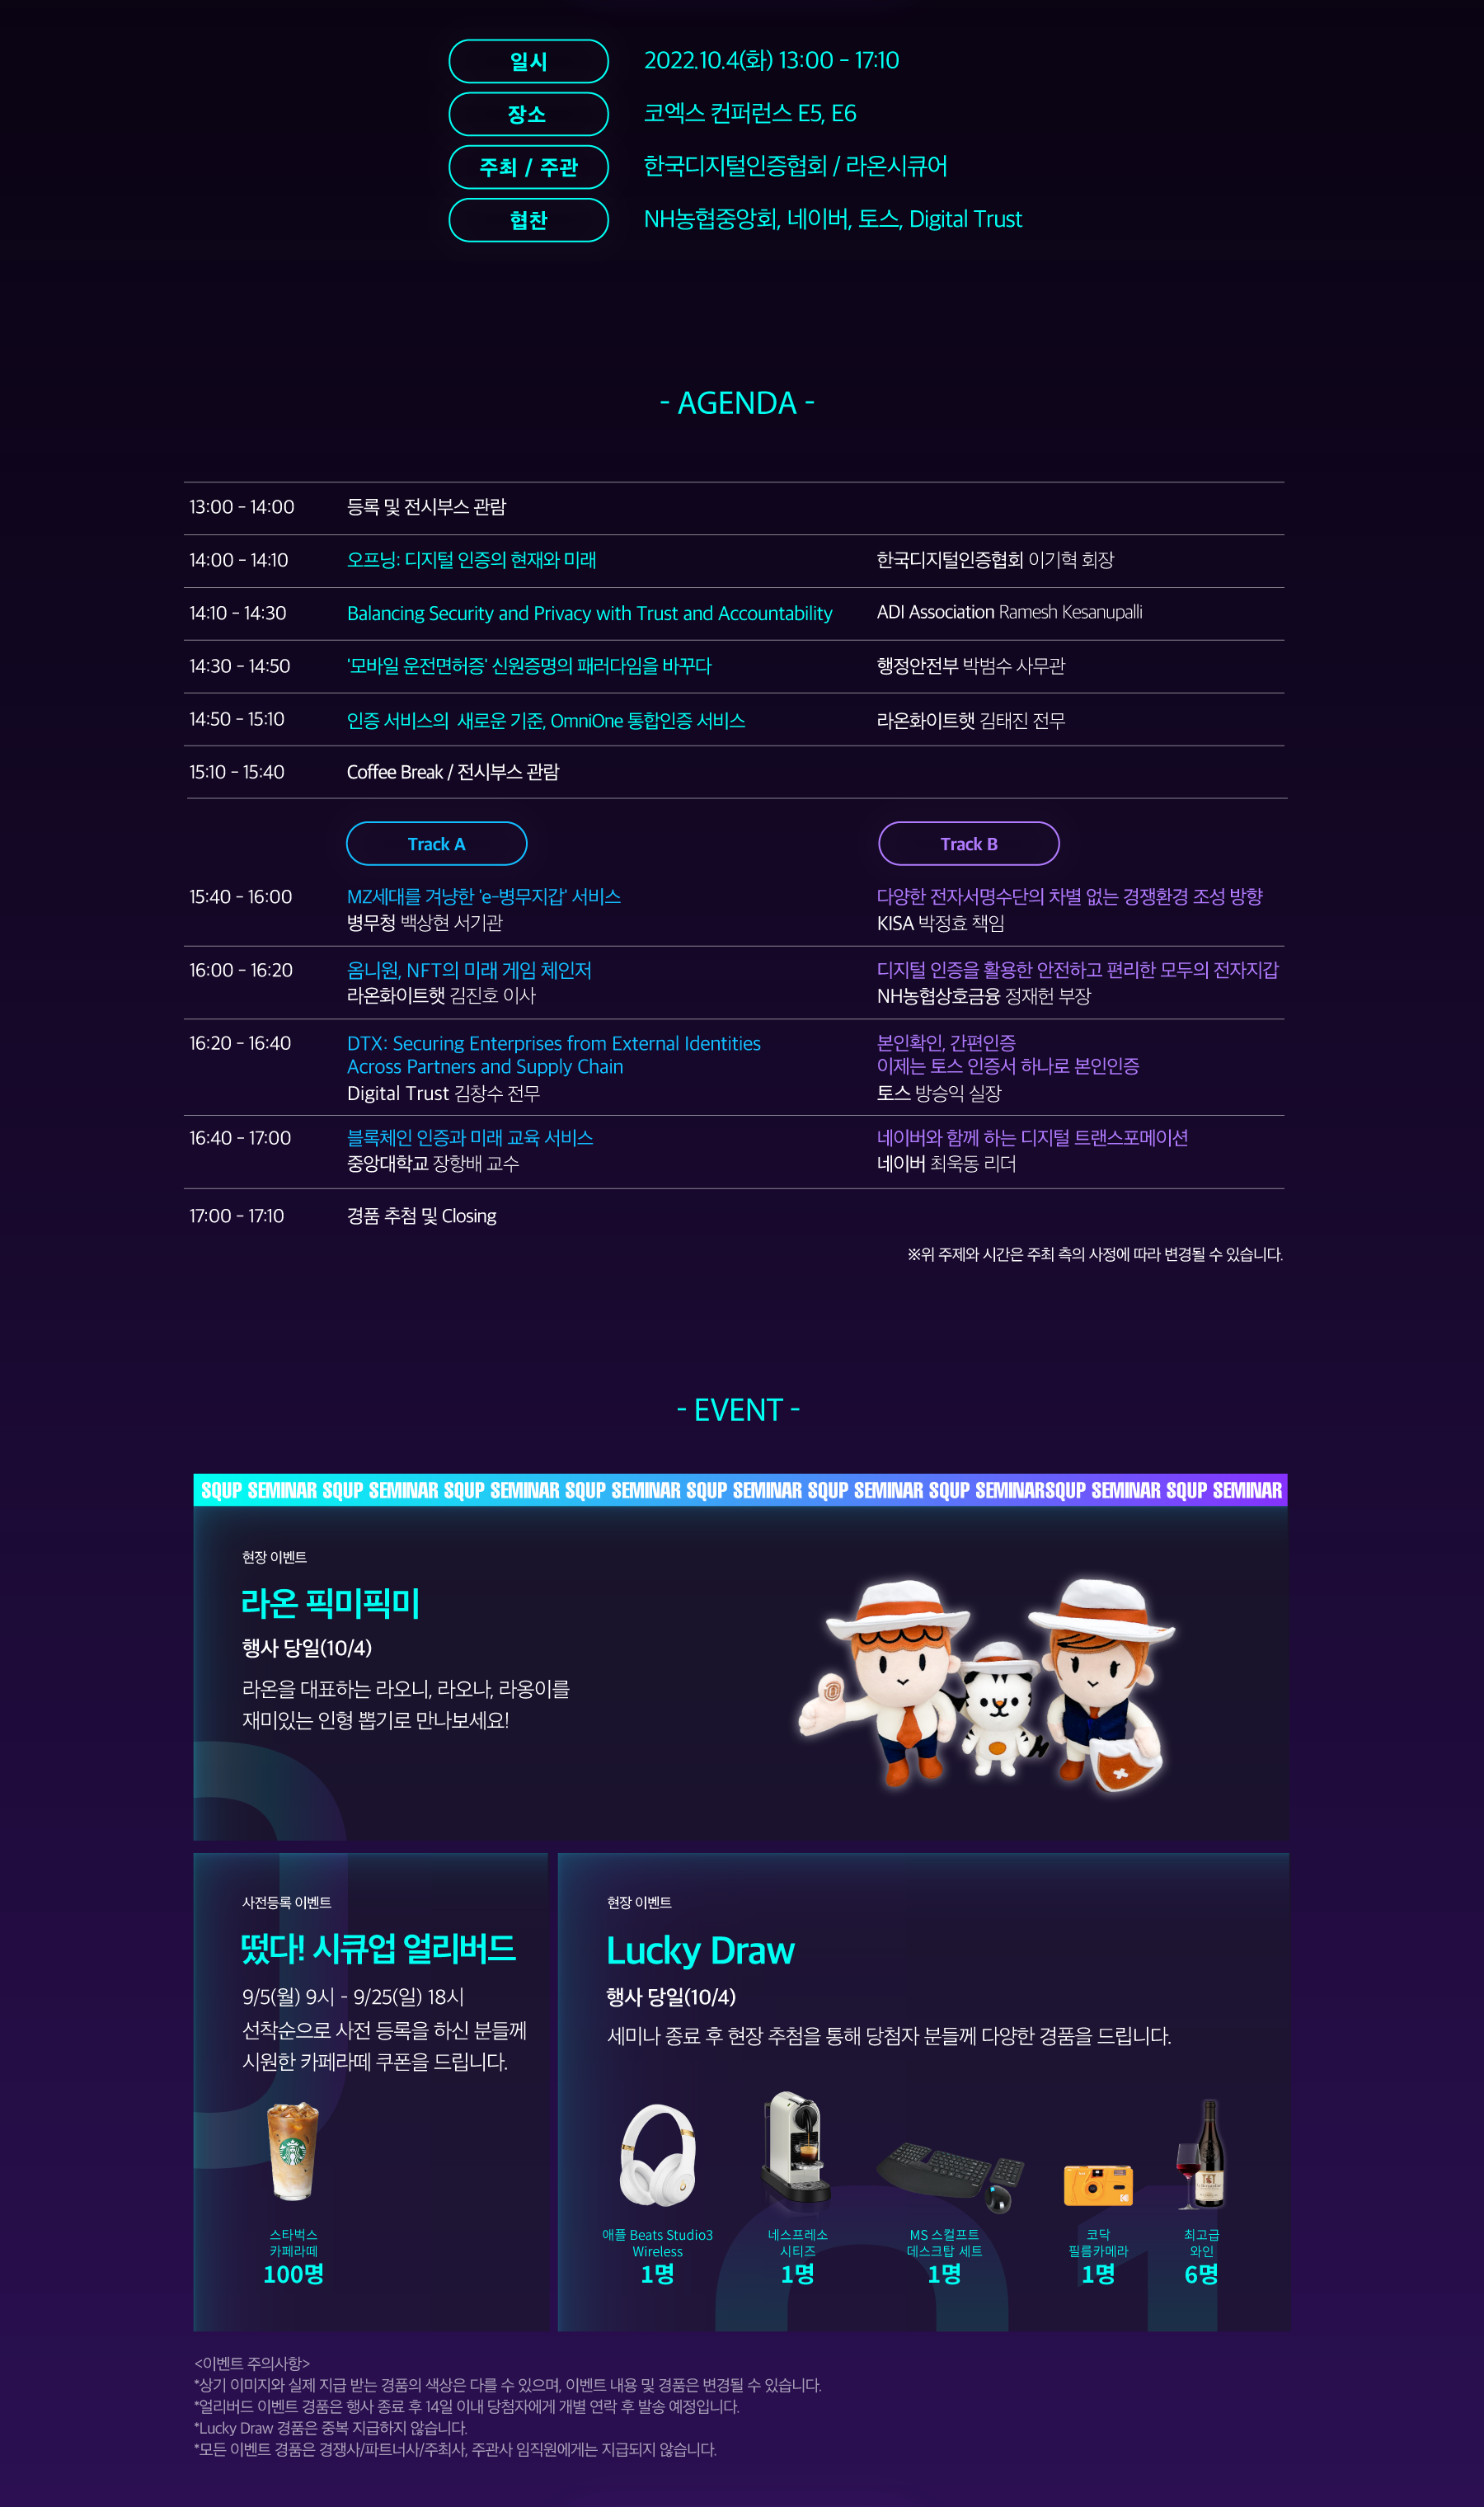 일시 2022.10.4(화) 13:00 - 17:10
장소 코엑스 컨퍼런스 E5, E6
주최 / 주관 한국디지털인증협회 / 라온시큐어
협찬 NH농협중앙회, 네이버, 토스, Digital Trust
- AGENDA -
13:00 - 14:00 등록 및 전시부스 관람
14:00 - 14:10 오프닝: 디지털 인증의 현재와 미래 한국디지털인증협회 이기혁 회장
14:10 - 14:30 Balancing Security and Privacy with Trust and Accountability ADI Association Ramesh Kesanupalli
14:30 - 14:50 '모바일 운전면허증' 신원증명의 패러다임을 바꾸다 행정안전부 박범수 사무관
14:50 - 15:10 인증 서비스의 새로운 기준, OmniOne 통합인증 서비스 라온화이트햇 김태진 전무
15:10 - 15:40 Coffee Break / 전시부스 관람
Track A Track B
15:40 - 16:00 MZ세대를 겨냥한 'e-병무지갑' 서비스 다양한 전자서명수단의 차별 없는 경쟁환경 조성 방향
병무청 백상현 서기관 KISA 박정효 책임
16:00 - 16:20 옴니원, NFT의 미래 게임 체인저 디지털 인증을 활용한 안전하고 편리한 모두의 전자지갑
라온화이트햇 김진호 이사 NH농협상호금융 정재헌 부장
16:20 - 16:40 DTX: Securing Enterprises from External Identities 본인확인, 간편인증
Across Partners and Supply Chain 이제는 토스 인증서 하나로 본인인증
Digital Trust 김창수 전무 토스 방승익 실장
16:40 - 17:00 블록체인 인증과 미래 교육 서비스 네이버와 함께 하는 디지털 트랜스포메이션
중앙대학교 장항배 교수 네이버 최욱동 리더
17:00 - 17:10 경품 추첨 및 Closing
※위 주제와 시간은 주최 측의 사정에 따라 변경될 수 있습니다.
- EVENT -
SQUP SEMINAR SQUP SEMINAR SQUP SEMINAR SQUP SEMINAR SQUP SEMINAR SQUP SEMINAR SQUP SEMINARSQUP SEMINAR SQUP SEMINAR
현장 이벤트
라온 픽미픽미
행사 당일(10/4)
라온을 대표하는 라오니, 라오나, 라옹이를
재미있는 인형 뽑기로 만나보세요!
사전등록 이벤트
떴다! 시큐업 얼리버드
9/5(월) 9시 - 9/25(일) 18시
선착순으로 사전 등록을 하신 분들께
시원한 카페라떼 쿠폰을 드립니다.
스타벅스
카페라떼
100명
현장 이벤트
Lucky Draw
행사 당일(10/4)
세미나 종료 후 현장 추첨을 통해 당첨자 분들께 다양한 경품을 드립니다.
애플 Beats Studio3
Wireless
1명
네스프레소
시티즈
1명
MS 스컬프트
데스크탑 세트
1명
코닥
필름카메라
1명
최고급
와인
6명
<이벤트 주의사항>
*상기 이미지와 실제 지급 받는 경품의 색상은 다를 수 있으며, 이벤트 내용 및 경품은 변경될 수 있습니다.
*얼리버드 이벤트 경품은 행사 종료 후 14일 이내 당첨자에게 개별 연락 후 발송 예정입니다.
*Lucky Draw 경품은 중복 지급하지 않습니다.
*모든 이벤트 경품은 경쟁사/파트너사/주최사, 주관사 임직원에게는 지급되지 않습니다.